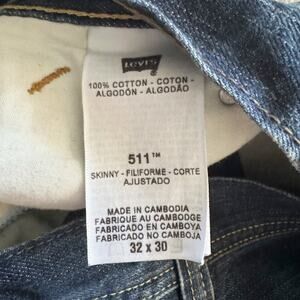 Levi's
100% COTTON - COTON -
ALGODÓN - ALGODÃO
511™
SKINNY - FILIFORME - CORTE
AJUSTADO
MADE IN CAMBODIA
FABRIQUE AU CAMBODGE
FABRICADO EN CAMBOYA
FABRICADO NO CAMBOJA
32 x 30